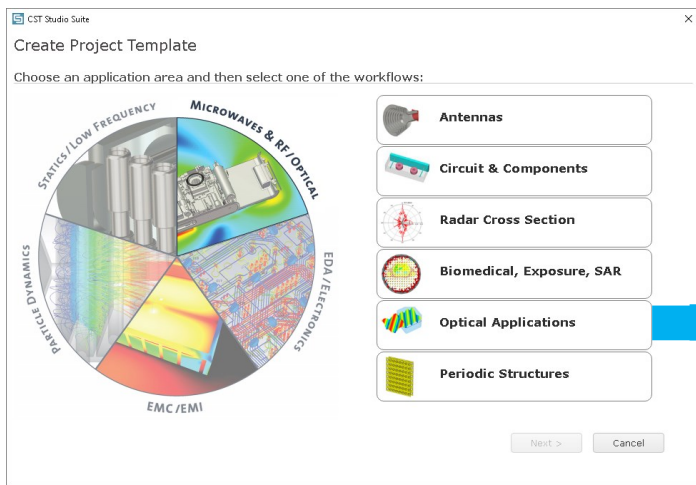 CST Studio Suite
Create Project Template
Choose an application area and then select one of the workflows:
STATICS/LOW FREQUENCY
MICROWAVES & RF/OPTICAL
EDA/ELECTRONICS
EMC/EMI
PARTICLE DYNAMICS
Antennas
Circuit & Components
Radar Cross Section
Biomedical, Exposure, SAR
Optical Applications
Periodic Structures
Next >
Cancel